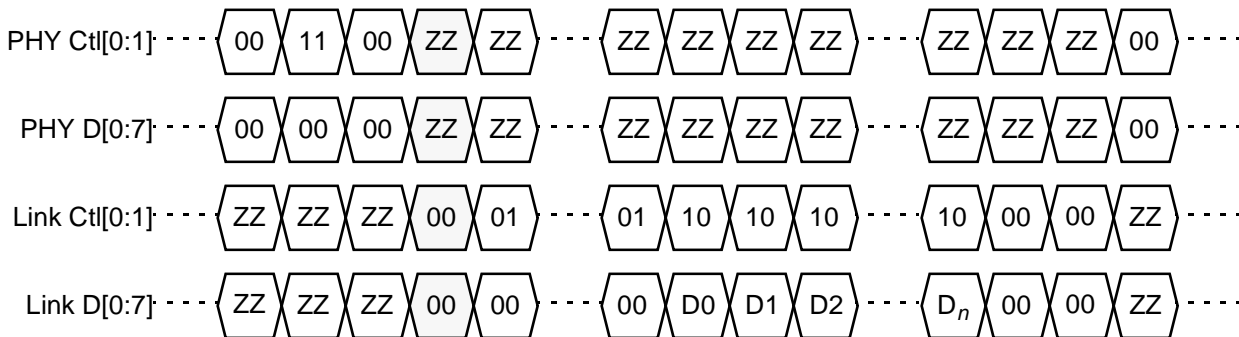 PHY Ctl[0:1] 00 11 00 ZZ ZZ ZZ ZZ ZZ ZZ ZZ ZZ ZZ 00
PHY D[0:7] 00 00 00 ZZ ZZ ZZ ZZ ZZ ZZ ZZ ZZ ZZ 00
Link Ctl[0:1] ZZ ZZ ZZ 00 01 01 10 10 10 10 00 00 ZZ
Link D[0:7] ZZ ZZ ZZ 00 00 00 D0 D1 D2 Dn 00 00 ZZ